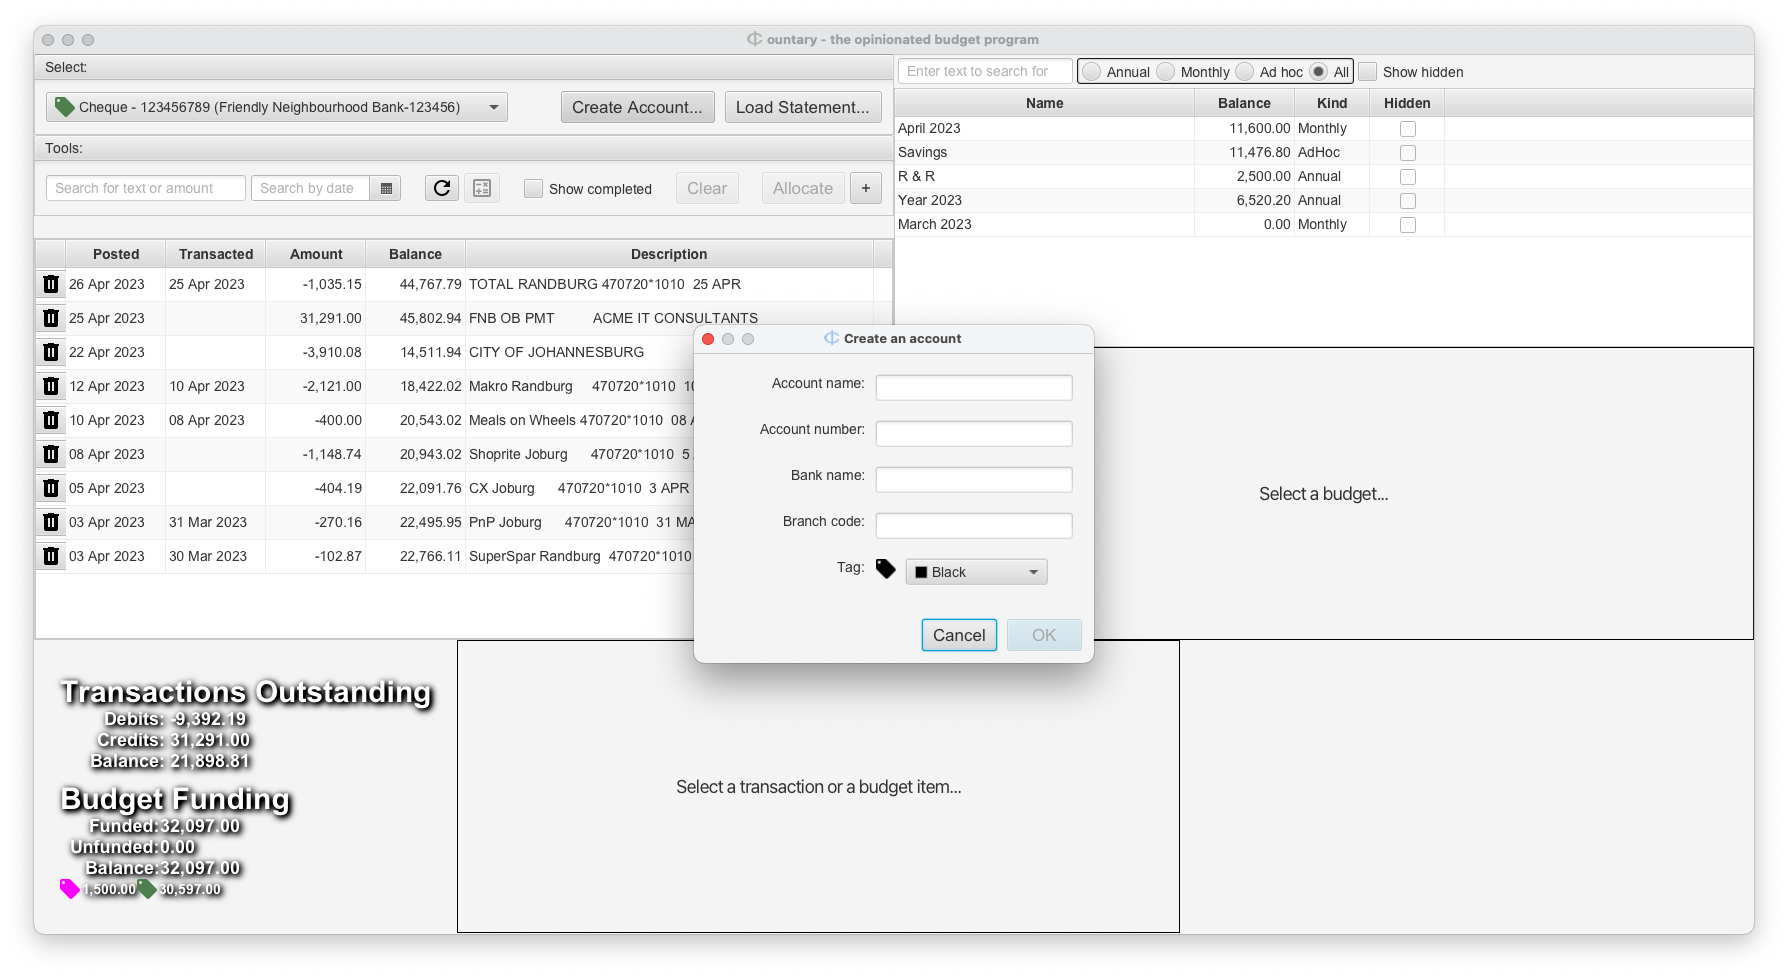 ₵ountary - the opinionated budget program
Select:
Cheque - 123456789 (Friendly Neighbourhood Bank-123456)
Create Account...
Load Statement...
Tools:
Search for text or amount
Search by date
Show completed
Clear
Allocate
+
Posted Transacted Amount Balance Description
26 Apr 2023 25 Apr 2023 -1,035.15 44,767.79 TOTAL RANDBURG 470720*1010 25 APR
25 Apr 2023 31,291.00 45,802.94 FNB OB PMT ACME IT CONSULTANTS
22 Apr 2023 -3,910.08 14,511.94 CITY OF JOHANNESBURG
12 Apr 2023 10 Apr 2023 -2,121.00 18,422.02 Makro Randburg 470720*1010 10
10 Apr 2023 08 Apr 2023 -400.00 20,543.02 Meals on Wheels 470720*1010 08
08 Apr 2023 -1,148.74 20,943.02 Shoprite Joburg 470720*1010 5
05 Apr 2023 -404.19 22,091.76 CX Joburg 470720*1010 3 APR
03 Apr 2023 31 Mar 2023 -270.16 22,495.95 PnP Joburg 470720*1010 31 MA
03 Apr 2023 30 Mar 2023 -102.87 22,766.11 SuperSpar Randburg 470720*1010
Enter text to search for
Annual Monthly Ad hoc All
Show hidden
Name Balance Kind Hidden
April 2023 11,600.00 Monthly
Savings 11,476.80 AdHoc
R & R 2,500.00 Annual
Year 2023 6,520.20 Annual
March 2023 0.00 Monthly
Select a budget...
Create an account
Account name:
Account number:
Bank name:
Branch code:
Tag: Black
Cancel OK
Transactions Outstanding
Debits: -9,392.19
Credits: 31,291.00
Balance: 21,898.81
Budget Funding
Funded:32,097.00
Unfunded:0.00
Balance:32,097.00
1,500.00 30,597.00
Select a transaction or a budget item...